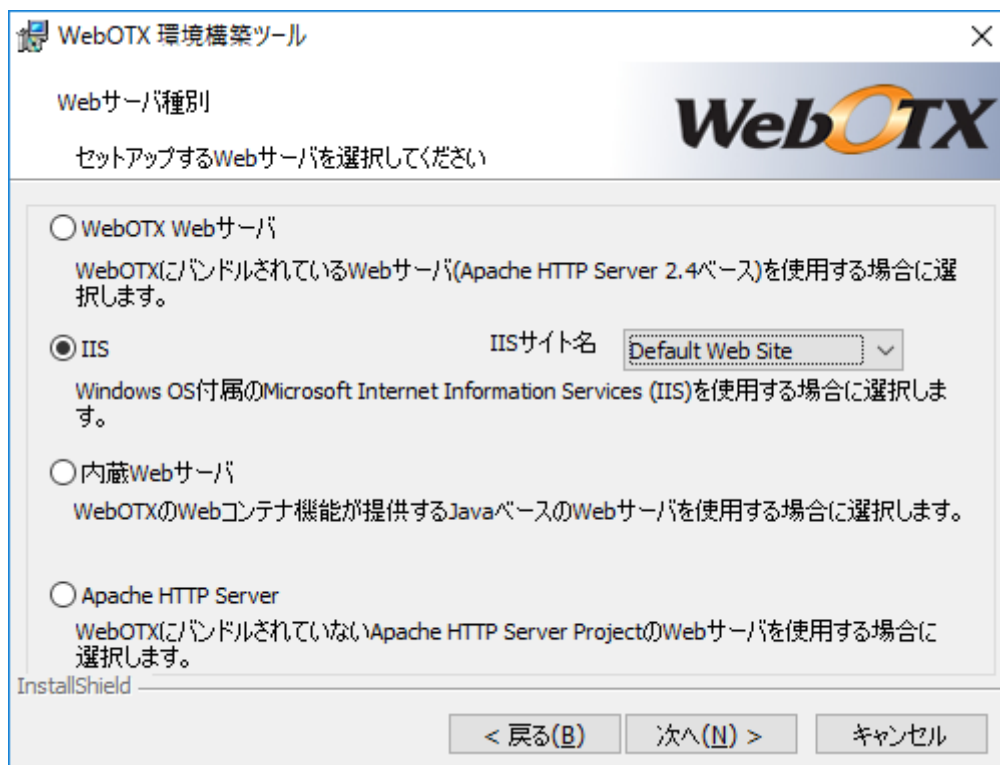 WebOTX 環境構築ツール
Webサーバ種別
WebOTX
セットアップするWebサーバを選択してください
WebOTX Webサーバ
WebOTXにバンドルされているWebサーバ(Apache HTTP Server 2.4ベース)を使用する場合に選
択します。
IIS IISサイト名 Default Web Site
Windows OS付属のMicrosoft Internet Information Services (IIS)を使用する場合に選択しま
す。
内蔵Webサーバ
WebOTXのWebコンテナ機能が提供するJavaベースのWebサーバを使用する場合に選択します。
Apache HTTP Server
WebOTXにバンドルされていないApache HTTP Server ProjectのWebサーバを使用する場合に
選択します。
InstallShield
< 戻る(B) 次へ(N) > キャンセル